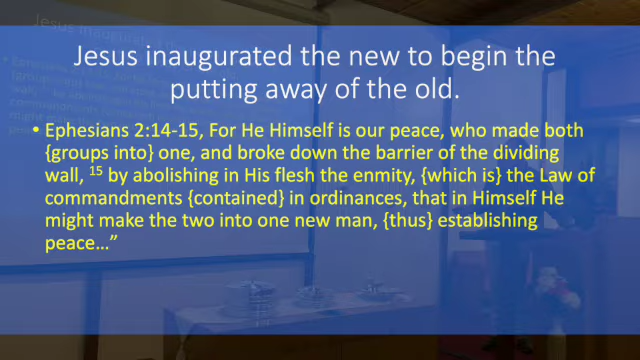 Jesus inaugurated the new to begin the
putting away of the old.
• Ephesians 2:14-15, For He Himself is our peace, who made both
{groups into} one, and broke down the barrier of the dividing
wall, 15 by abolishing in His flesh the enmity, {which is} the Law of
commandments {contained} in ordinances, that in Himself He
might make the two into one new man, {thus} establishing
peace…”